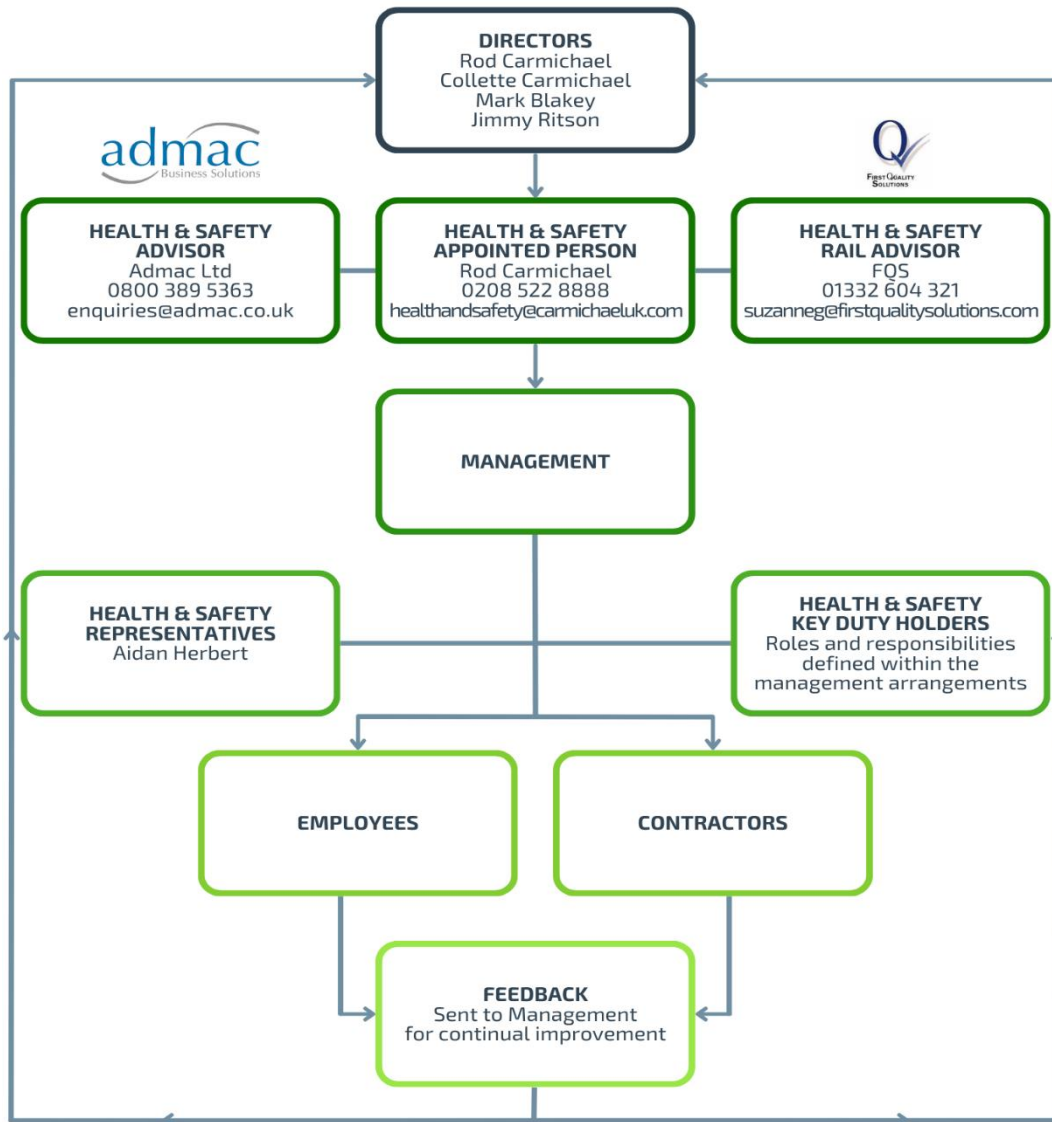 DIRECTORS
Rod Carmichael
Collette Carmichael
Mark Blakey
Jimmy Ritson
admac
Business Solutions
Q
FIRST QUALITY
SOLUTIONS
HEALTH & SAFETY
ADVISOR
Admac Ltd
0800 389 5363
enquiries@admac.co.uk
HEALTH & SAFETY
APPOINTED PERSON
Rod Carmichael
0208 522 8888
healthandsafety@carmichaeluk.com
HEALTH & SAFETY
RAIL ADVISOR
FQS
01332 604 321
suzanneg@firstqualitysolutions.com
MANAGEMENT
HEALTH & SAFETY
REPRESENTATIVES
Aidan Herbert
HEALTH & SAFETY
KEY DUTY HOLDERS
Roles and responsibilities
defined within the
management arrangements
EMPLOYEES
CONTRACTORS
FEEDBACK
Sent to Management
for continual improvement